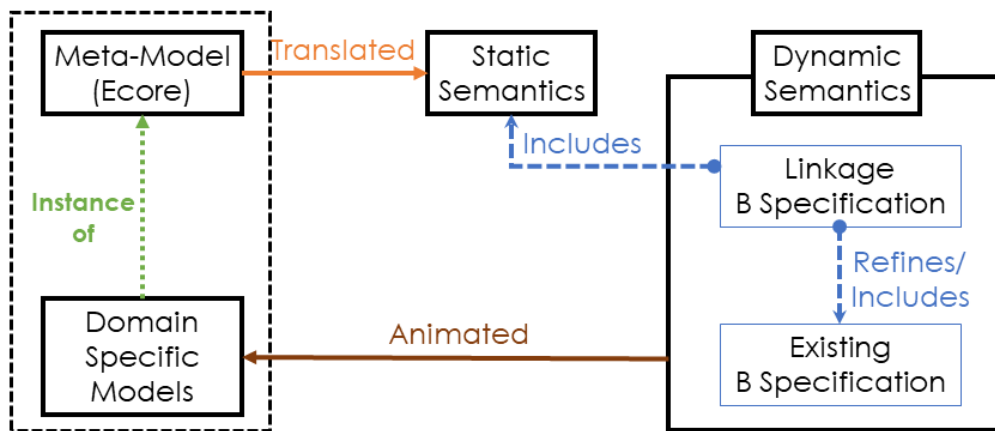 Meta-Model
(Ecore)
Translated
Static
Semantics
Dynamic
Semantics
Includes
Linkage
B Specification
Instance
of
Refines/
Includes
Domain
Specific
Models
Animated
Existing
B Specification